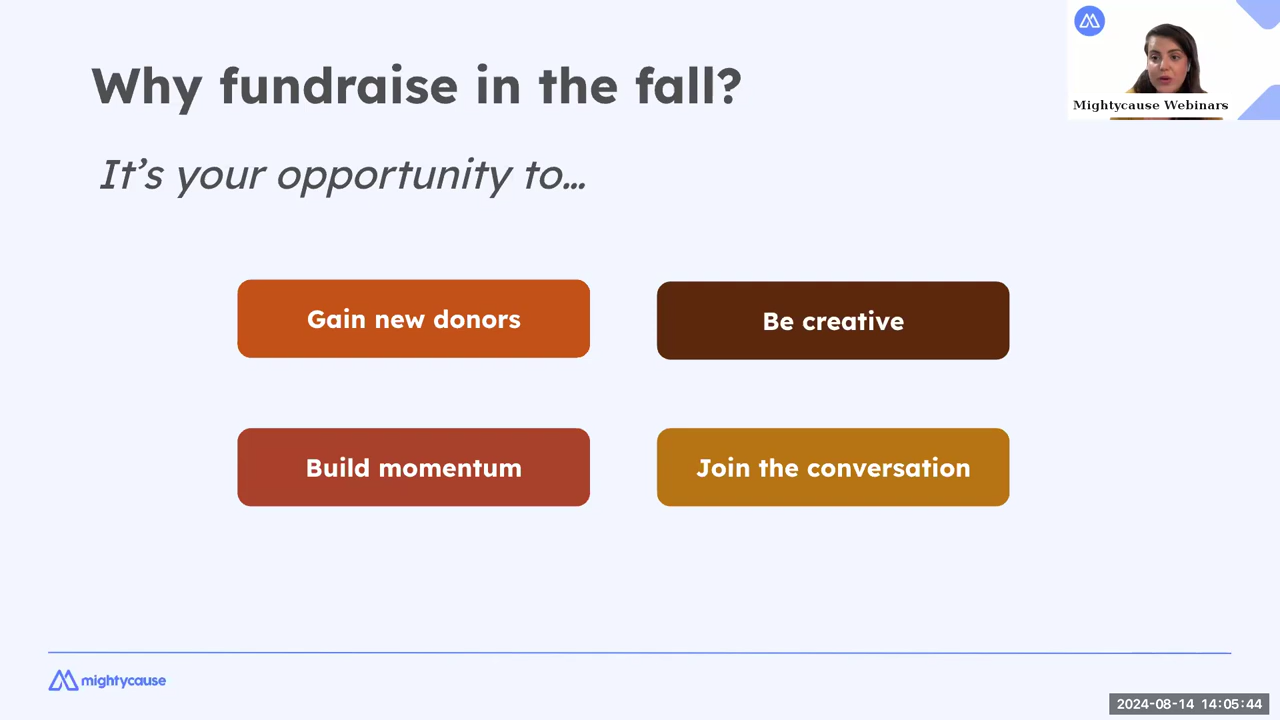 Why fundraise in the fall?
It’s your opportunity to…
Gain new donors
Be creative
Build momentum
Join the conversation
Mightycause Webinars
mightycause
2024-08-14 14:05:44